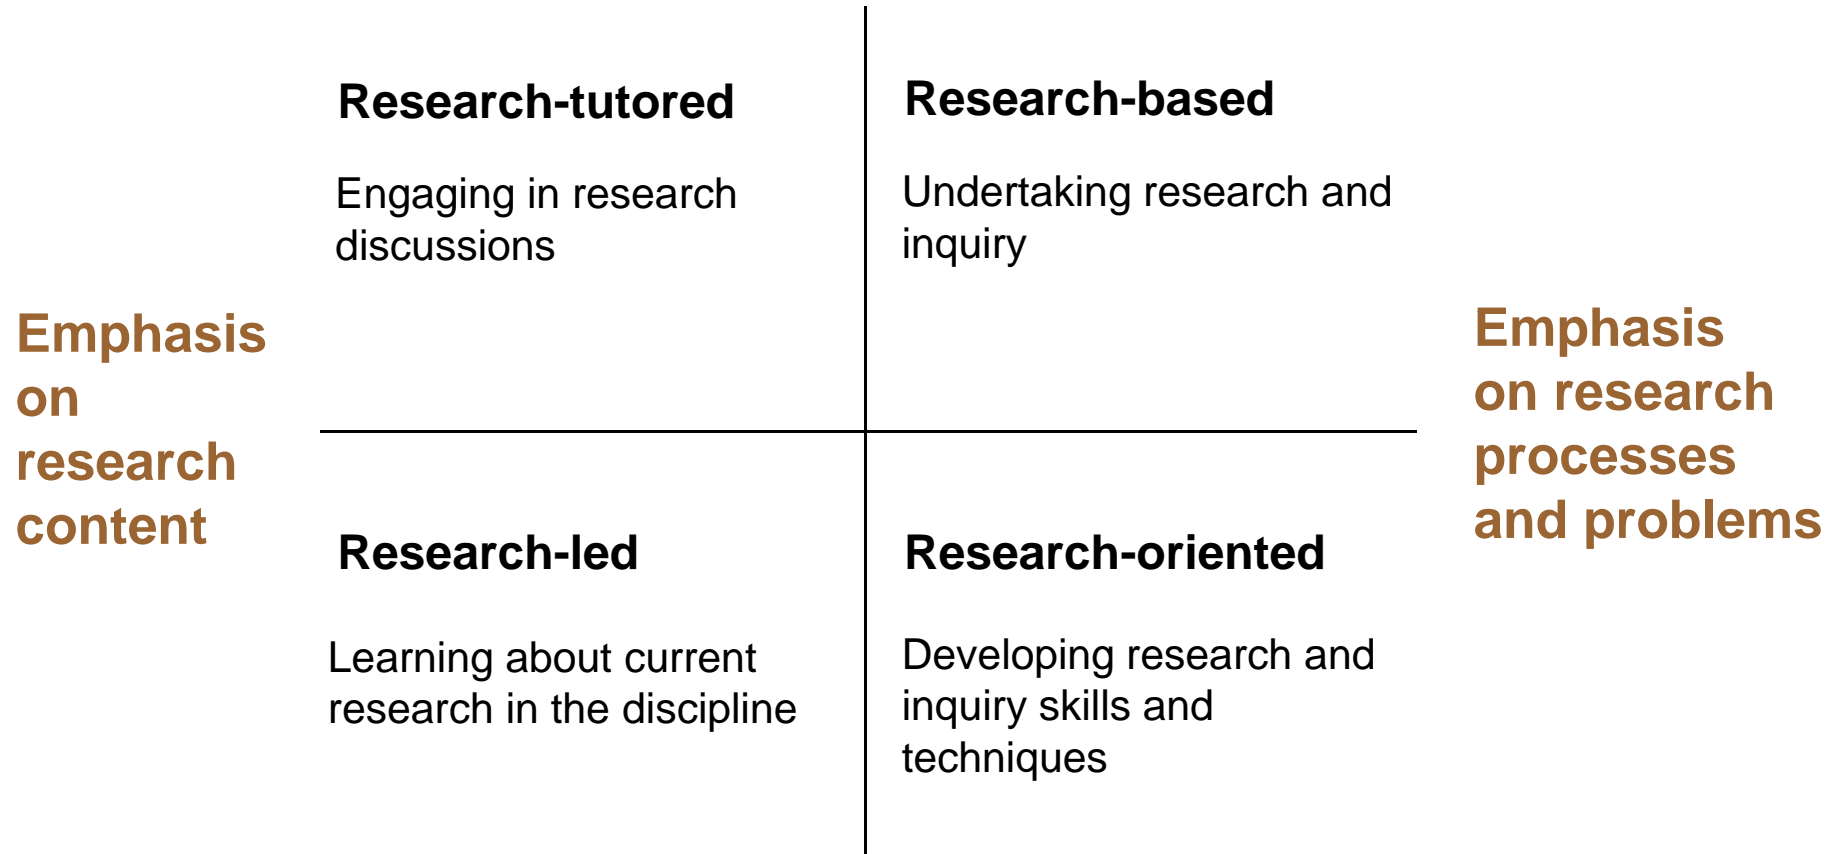 Research-tutored
Engaging in research
discussions
Research-based
Undertaking research and
inquiry
Emphasis
on
research
content
Emphasis
on research
processes
and problems
Research-led
Learning about current
research in the discipline
Research-oriented
Developing research and
inquiry skills and
techniques